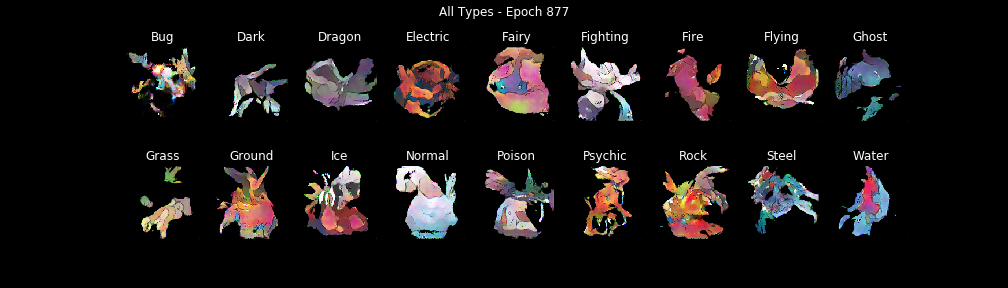 All Types - Epoch 877
Bug Dark Dragon Electric Fairy Fighting Fire Flying Ghost
Grass Ground Ice Normal Poison Psychic Rock Steel Water